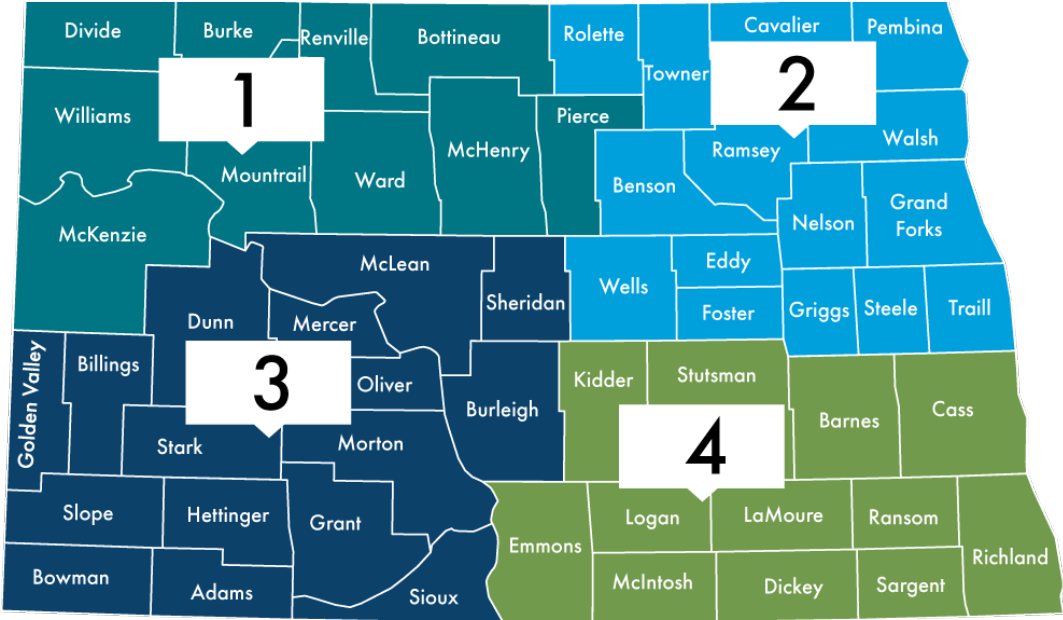 Divide
Burke
Renville
Bottineau
Rolette
Towner
Cavalier
Pembina
1
2
Williams
Mountrail
Ward
McHenry
Pierce
Benson
Ramsey
Walsh
Nelson
Grand
Forks
McKenzie
McLean
Sheridan
Wells
Eddy
Foster
Griggs
Steele
Traill
Dunn
Mercer
Golden Valley
Billings
3
Oliver
Burleigh
Kidder
Stutsman
Barnes
Cass
Stark
Morton
4
Slope
Hettinger
Grant
Emmons
Logan
LaMoure
Ransom
Richland
Bowman
Adams
Sioux
McIntosh
Dickey
Sargent